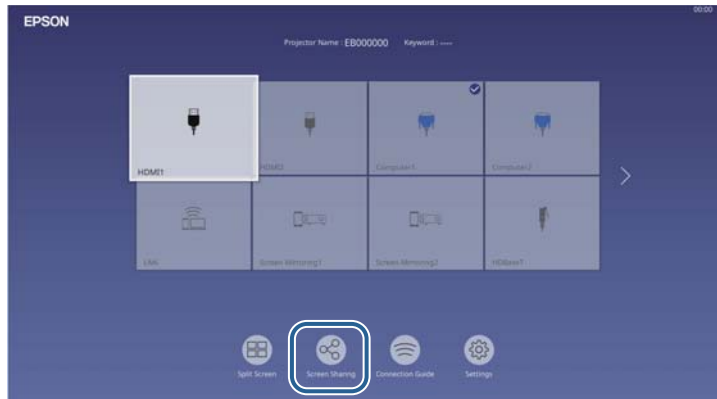 00:00
EPSON
Projector Name : EB000000 Keyword : ----
HDMI1
HDMI2
Computer1
Computer2
LAN
Screen Mirroring1
Screen Mirroring2
HDBaseT
Split Screen
Screen Sharing
Connection Guide
Settings